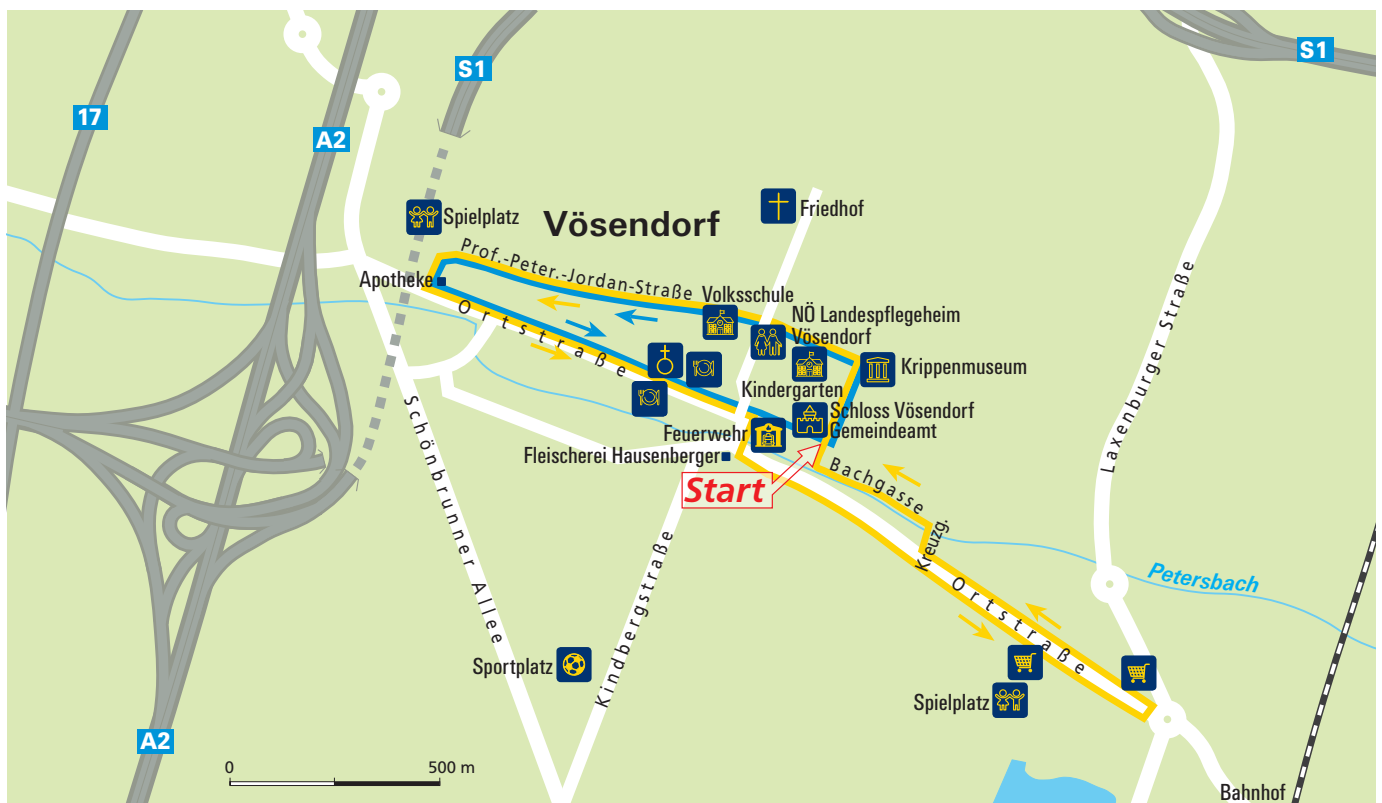 S1
S1
17
A2
Spielplatz
Vösendorf
Friedhof
Prof.-Peter.-Jordan-Straße
Apotheke
Volksschule
NÖ Landespflegeheim
Vösendorf
Ortstraße
Krippenmuseum
Kindergarten
Schloss Vösendorf
Gemeindeamt
Feuerwehr
Fleischerei Hausenberger
Start
Bachgasse
Kreuzg.
Laxenburger Straße
Schönbrunner Allee
Kindbergstraße
Petersbach
Ortstraße
Sportplatz
Spielplatz
A2
0 500 m
Bahnhof